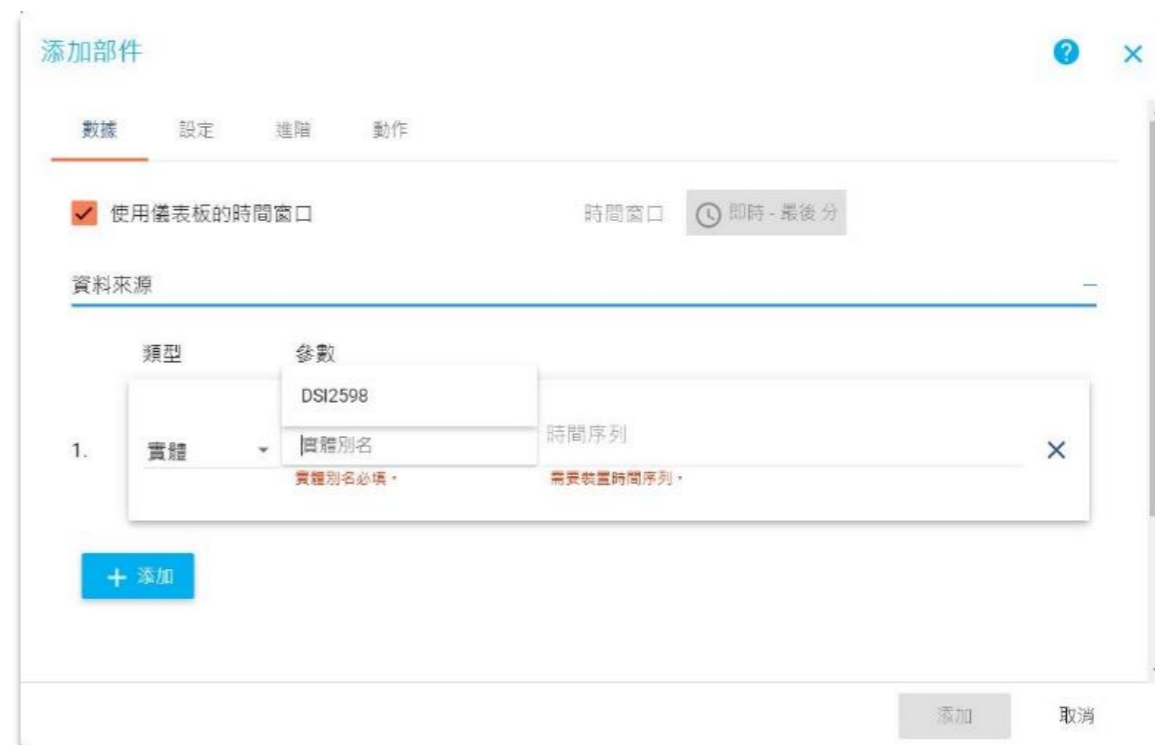 添加部件
數據 設定 進階 動作
使用儀表板的時間窗口 時間窗口 即時 - 最後 分
資料來源
類型 參數
DSI2598
1. 實體 實體別名 時間序列
實體別名必填。 需要裝置時間序列。
+ 添加
添加 取消